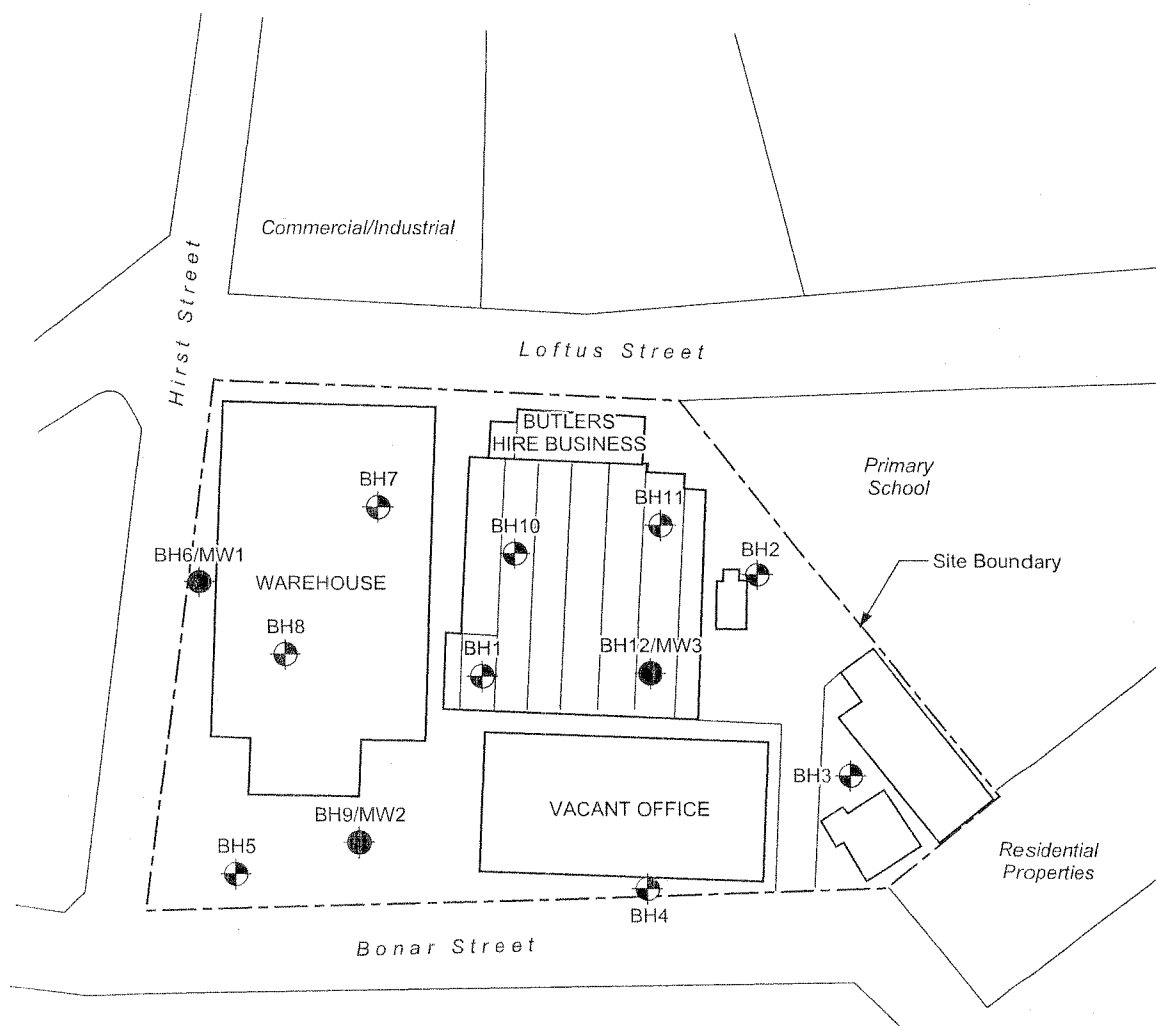 Commercial/Industrial
Hirst Street
Loftus Street
BUTLERS
HIRE BUSINESS
Primary
School
BH7
BH11
BH10
BH2
BH6/MW1
Site Boundary
WAREHOUSE
BH8
BH1
BH12/MW3
BH3
VACANT OFFICE
BH9/MW2
BH5
Residential
Properties
BH4
Bonar Street